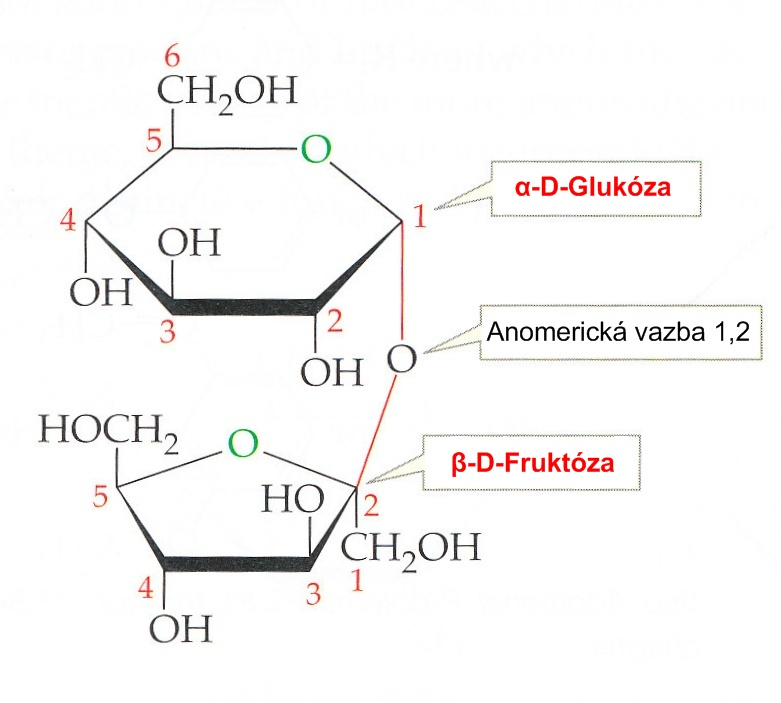 6
CH₂OH
5
O
α-D-Glukóza
4
1
OH
OH
3
2
Anomerická vazba 1,2
O
OH
HOCH₂
O
β-D-Fruktóza
5
HO
2
CH₂OH
1
4
3
OH